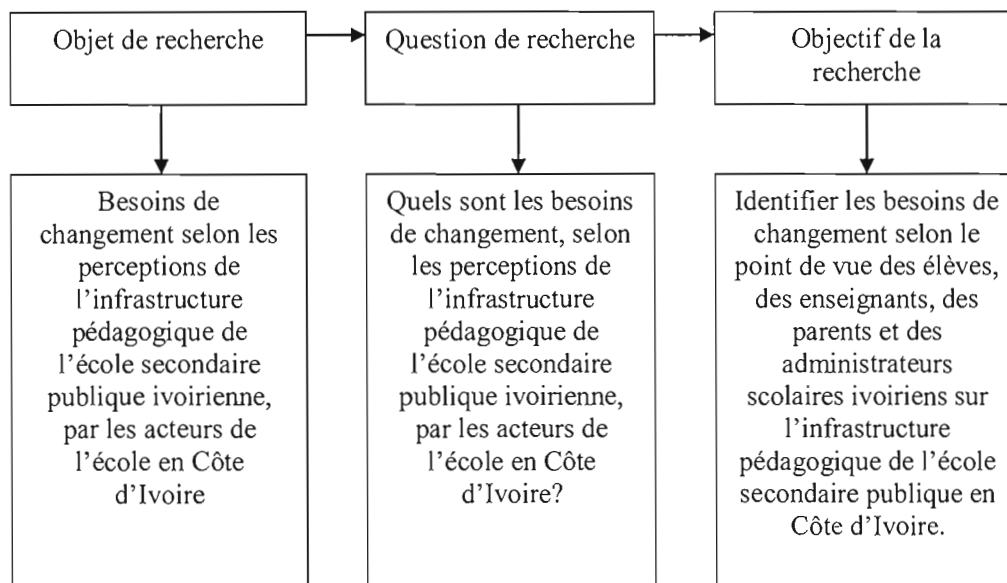 Objet de recherche
Question de recherche
Objectif de la
recherche
Besoins de
changement selon les
perceptions de
l'infrastructure
pédagogique de
l'école secondaire
publique ivoirienne,
par les acteurs de
l'école en Côte
d'Ivoire
Quels sont les besoins
de changement, selon
les perceptions de
l'infrastructure
pédagogique de
l'école secondaire
publique ivoirienne,
par les acteurs de
l'école en Côte
d'Ivoire?
Identifier les besoins de
changement selon le
point de vue des élèves,
des enseignants, des
parents et des
administrateurs
scolaires ivoiriens sur
l'infrastructure
pédagogique de l'école
secondaire publique en
Côte d'Ivoire.